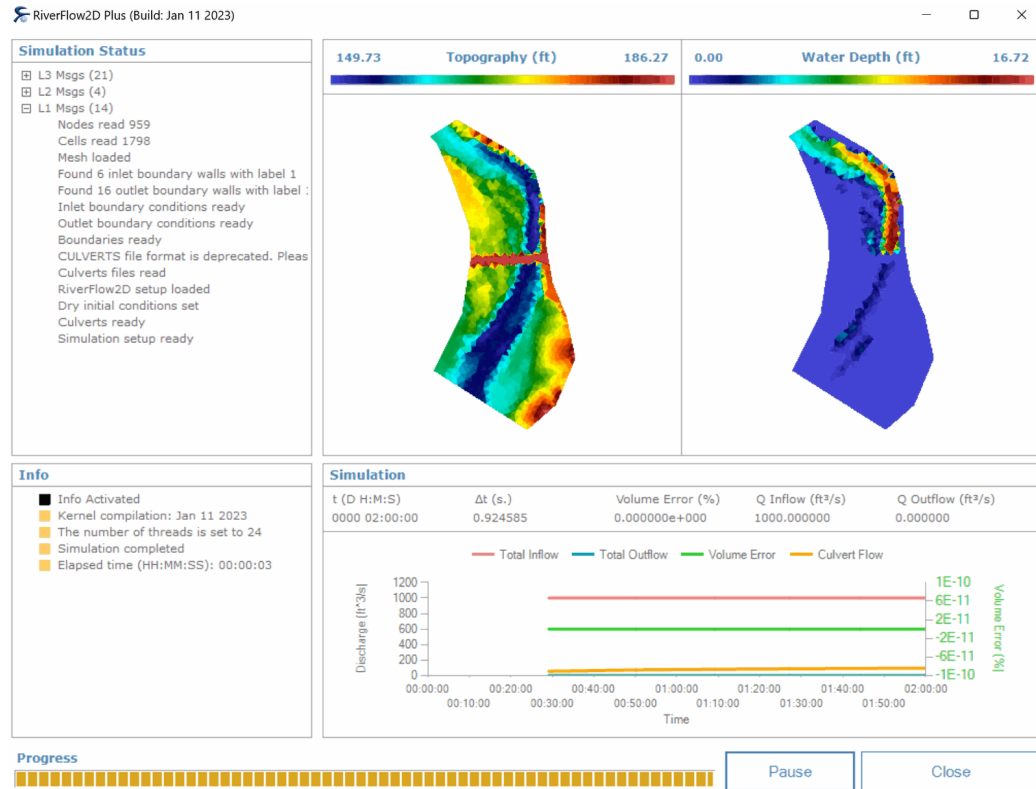 RiverFlow2D Plus (Build: Jan 11 2023)
Simulation Status
L3 Msgs (21)
L2 Msgs (4)
L1 Msgs (14)
Nodes read 959
Cells read 1798
Mesh loaded
Found 6 inlet boundary walls with label 1
Found 16 outlet boundary walls with label
Inlet boundary conditions ready
Outlet boundary conditions ready
Boundaries ready
CULVERTS file format is deprecated. Pleas
Culverts files read
RiverFlow2D setup loaded
Dry initial conditions set
Culverts ready
Simulation setup ready
149.73 Topography (ft) 186.27
0.00 Water Depth (ft) 16.72
Info
Info Activated
Kernel compilation: Jan 11 2023
The number of threads is set to 24
Simulation completed
Elapsed time (HH:MM:SS): 00:00:03
Simulation
t (D H:M:S) Δt (s.) Volume Error (%) Q Inflow (ft³/s) Q Outflow (ft³/s)
0000 02:00:00 0.924585 0.000000e+000 1000.000000 0.000000
Total Inflow Total Outflow Volume Error Culvert Flow
Discharge [ft^3/s]
1200
1000
800
600
400
200
0
1E-10
6E-11
2E-11
-2E-11
-6E-11
-1E-10
Volume Error [%]
00:00:00 00:20:00 00:40:00 01:00:00 01:20:00 01:40:00 02:00:00
00:10:00 00:30:00 00:50:00 01:10:00 01:30:00 01:50:00
Time
Progress
Pause
Close